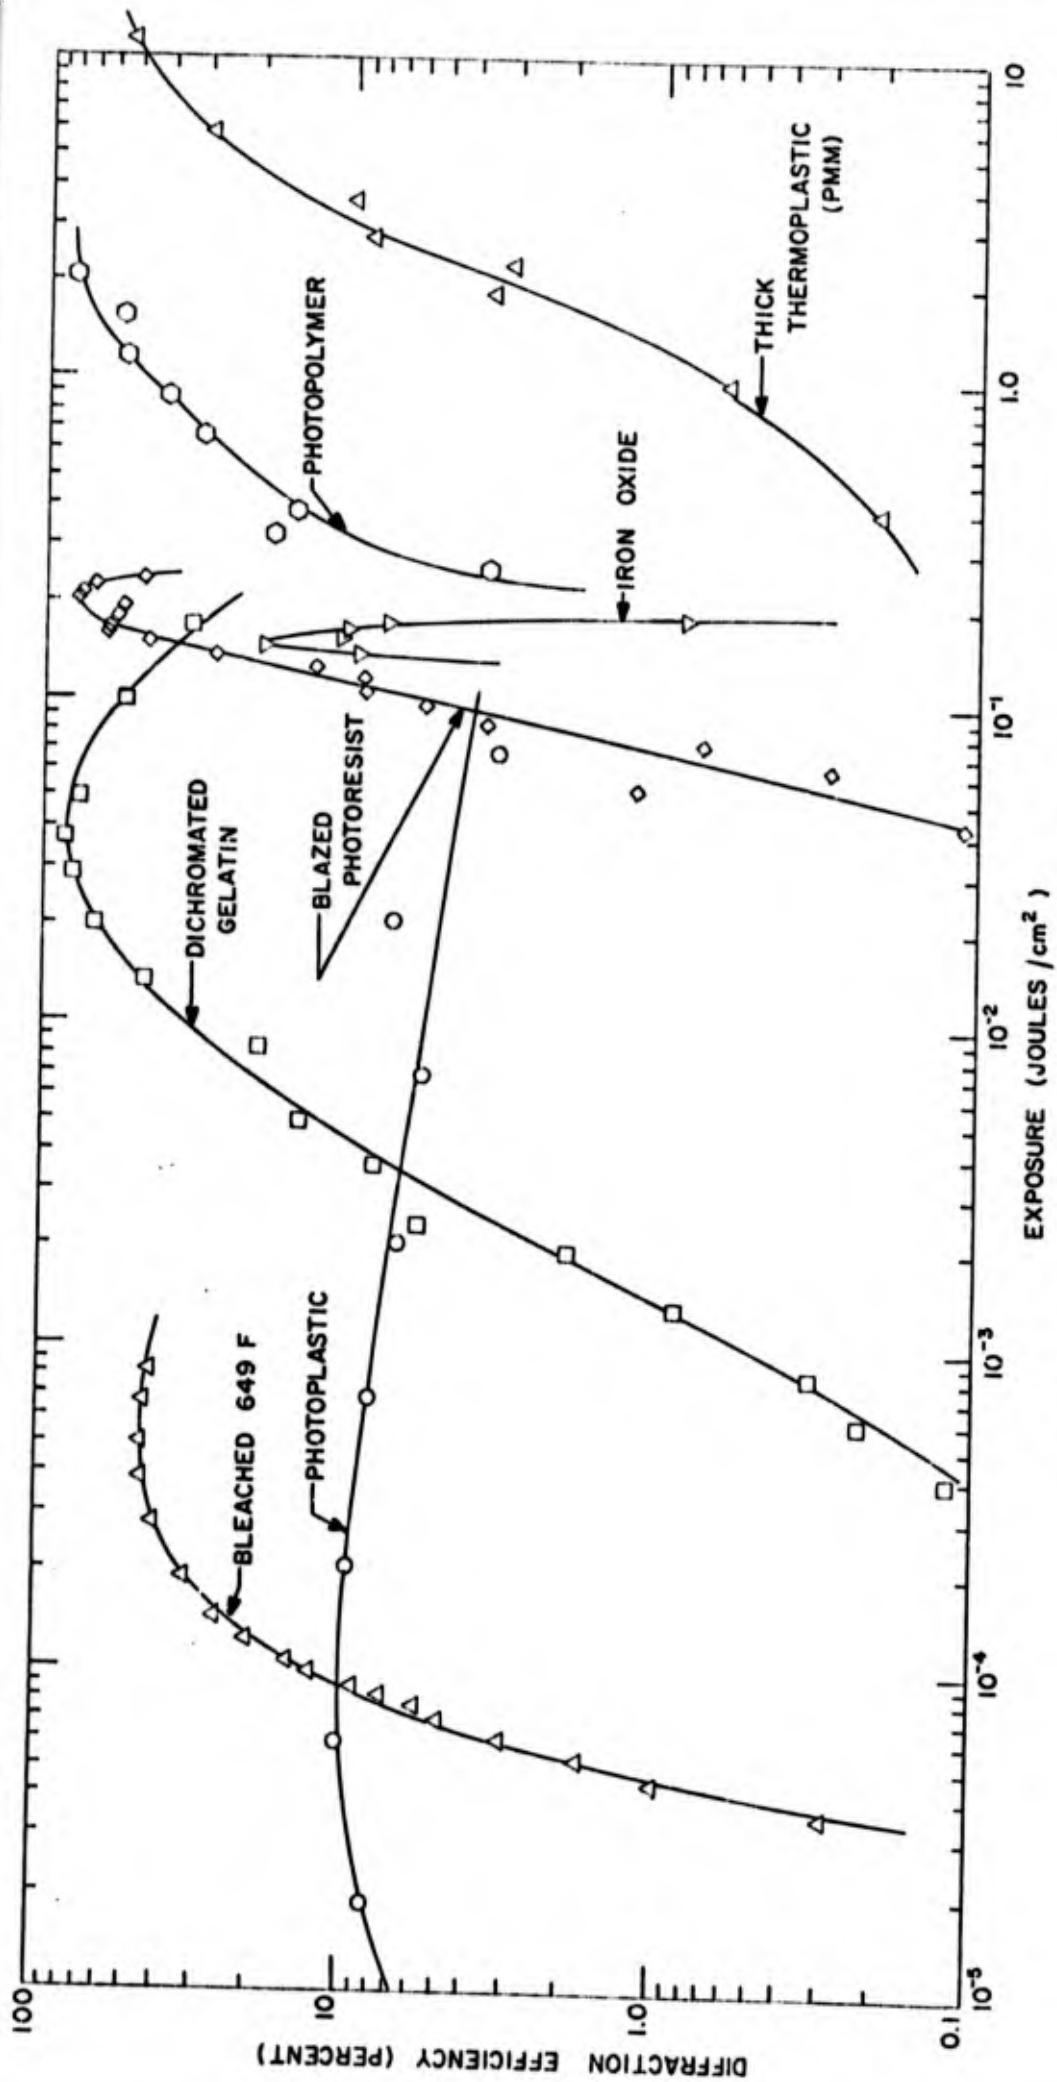 DIFFRACTION EFFICIENCY (PERCENT)
100
10
1.0
0.1
BLEACHED 649 F
PHOTOPLASTIC
DICHROMATED
GELATIN
BLAZED
PHOTORESIST
PHOTOPOLYMER
IRON OXIDE
THICK
THERMOPLASTIC
(PMM)
10⁻⁵
10⁻⁴
10⁻³
10⁻²
10⁻¹
1.0
10
EXPOSURE (JOULES/cm²)